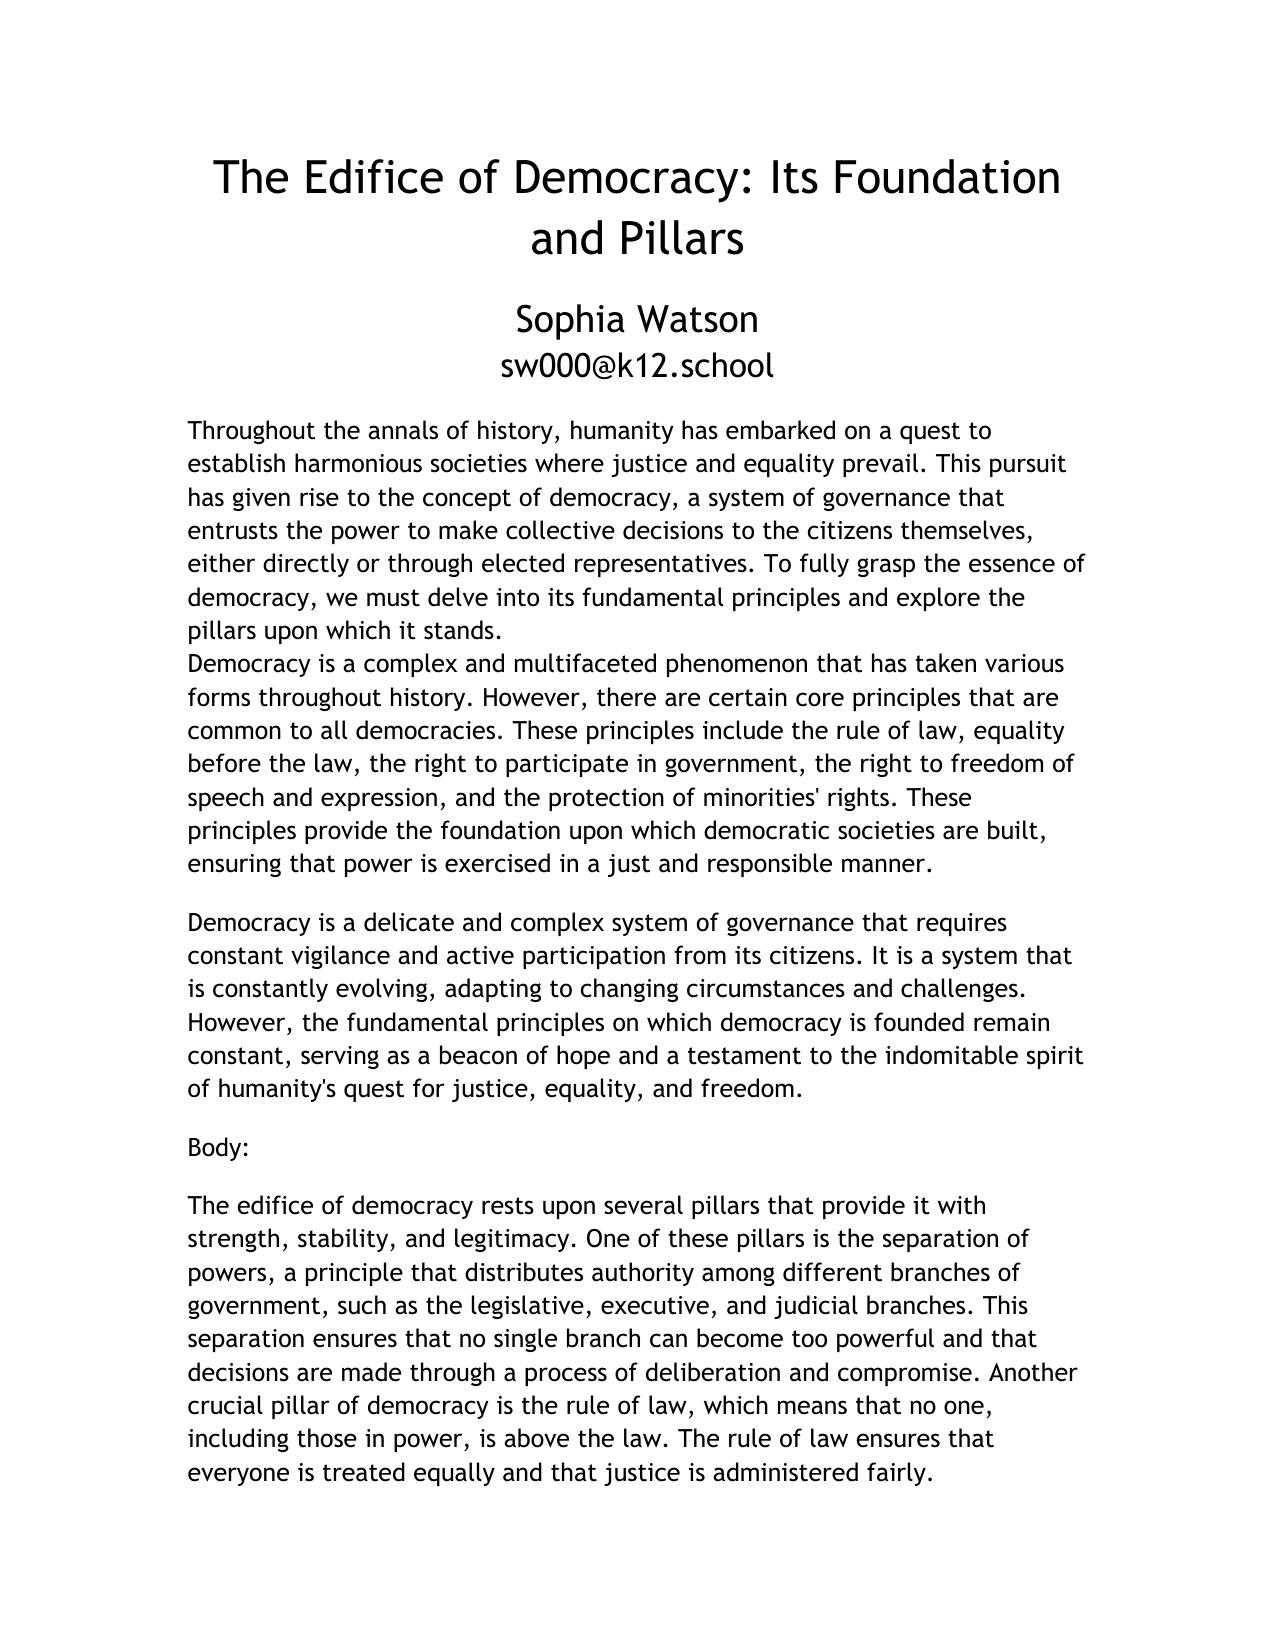 The Edifice of Democracy: Its Foundation
and Pillars
Sophia Watson
sw000@k12.school
Throughout the annals of history, humanity has embarked on a quest to
establish harmonious societies where justice and equality prevail. This pursuit
has given rise to the concept of democracy, a system of governance that
entrusts the power to make collective decisions to the citizens themselves,
either directly or through elected representatives. To fully grasp the essence of
democracy, we must delve into its fundamental principles and explore the
pillars upon which it stands.
Democracy is a complex and multifaceted phenomenon that has taken various
forms throughout history. However, there are certain core principles that are
common to all democracies. These principles include the rule of law, equality
before the law, the right to participate in government, the right to freedom of
speech and expression, and the protection of minorities' rights. These
principles provide the foundation upon which democratic societies are built,
ensuring that power is exercised in a just and responsible manner.
Democracy is a delicate and complex system of governance that requires
constant vigilance and active participation from its citizens. It is a system that
is constantly evolving, adapting to changing circumstances and challenges.
However, the fundamental principles on which democracy is founded remain
constant, serving as a beacon of hope and a testament to the indomitable spirit
of humanity's quest for justice, equality, and freedom.
Body:
The edifice of democracy rests upon several pillars that provide it with
strength, stability, and legitimacy. One of these pillars is the separation of
powers, a principle that distributes authority among different branches of
government, such as the legislative, executive, and judicial branches. This
separation ensures that no single branch can become too powerful and that
decisions are made through a process of deliberation and compromise. Another
crucial pillar of democracy is the rule of law, which means that no one,
including those in power, is above the law. The rule of law ensures that
everyone is treated equally and that justice is administered fairly.